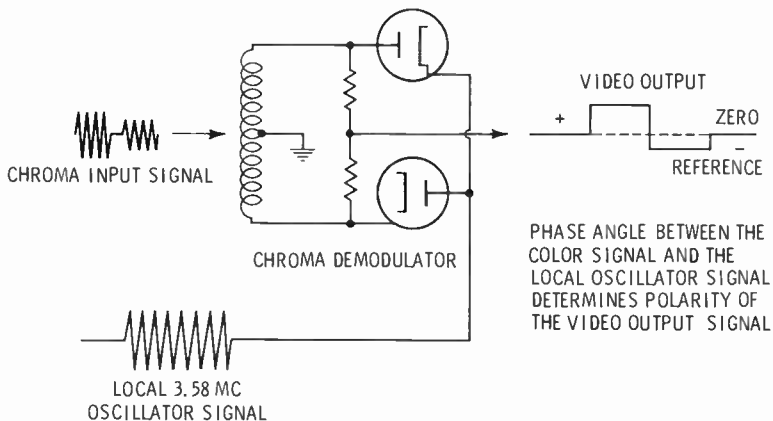 VIDEO OUTPUT
+
ZERO
–
REFERENCE
CHROMA INPUT SIGNAL
CHROMA DEMODULATOR
PHASE ANGLE BETWEEN THE
COLOR SIGNAL AND THE
LOCAL OSCILLATOR SIGNAL
DETERMINES POLARITY OF
THE VIDEO OUTPUT SIGNAL
LOCAL 3.58 MC
OSCILLATOR SIGNAL